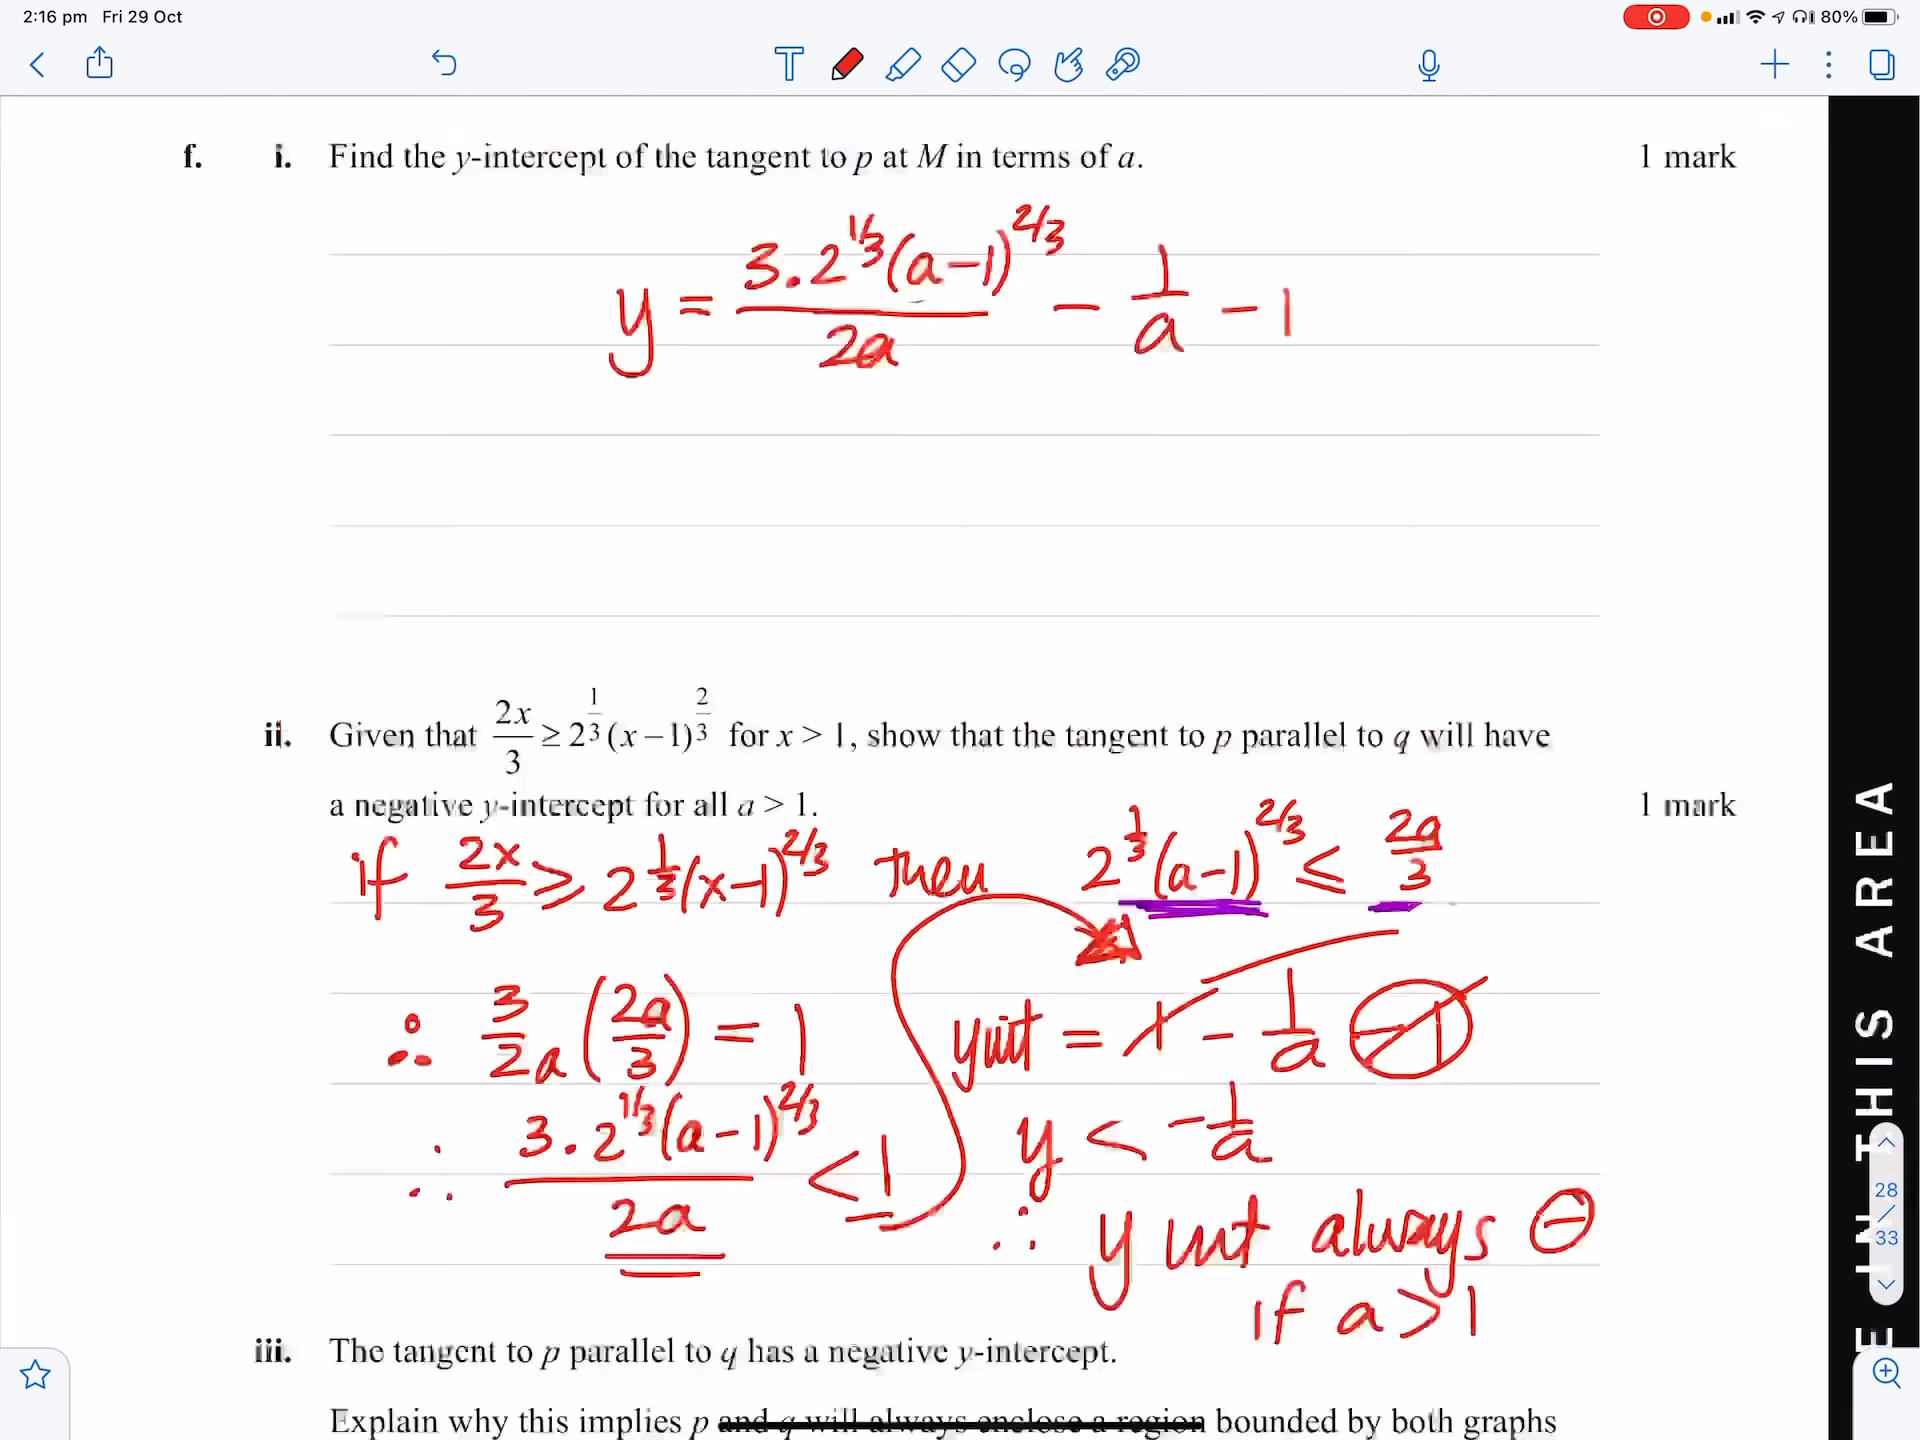 2:16 pm Fri 29 Oct 80%
f. i. Find the y-intercept of the tangent to p at M in terms of a. 1 mark
y = 3.2^{1/3}(a-1)^{2/3}/2a - 1/a - 1
ii. Given that 2x/3 ≥ 2^{1/3}(x-1)^{2/3} for x > 1, show that the tangent to p parallel to q will have
a negative y-intercept for all a > 1. 1 mark
if 2x/3 ≥ 2^{1/3}(x-1)^{2/3} then 2^{1/3}(a-1)^{2/3} ≤ 2a/3
∴ 3/2a (2a/3) = 1
yint = 1 - 1/a - 1
∴ 3.2^{1/3}(a-1)^{2/3}/2a < 1
y < -1/a
∴ y int always ⊖
if a > 1
iii. The tangent to p parallel to q has a negative y-intercept.
Explain why this implies p and q will always enclose a region bounded by both graphs
E IN THIS AREA
28
/
33